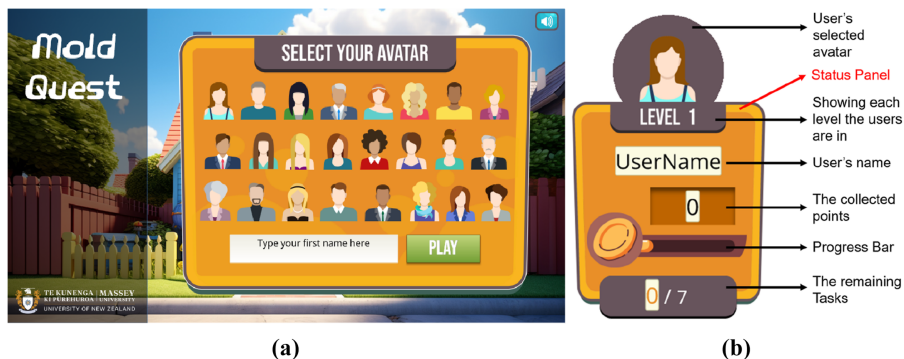 Mold
Quest
SELECT YOUR AVATAR
Type your first name here
PLAY
TE KUNENGA
KI PŪREHUROA
MASSEY
UNIVERSITY
UNIVERSITY OF NEW ZEALAND
(a)
LEVEL 1
UserName
0
0 / 7
User's
selected
avatar
Status Panel
Showing each
level the users
are in
User's name
The collected
points
Progress Bar
The remaining
Tasks
(b)